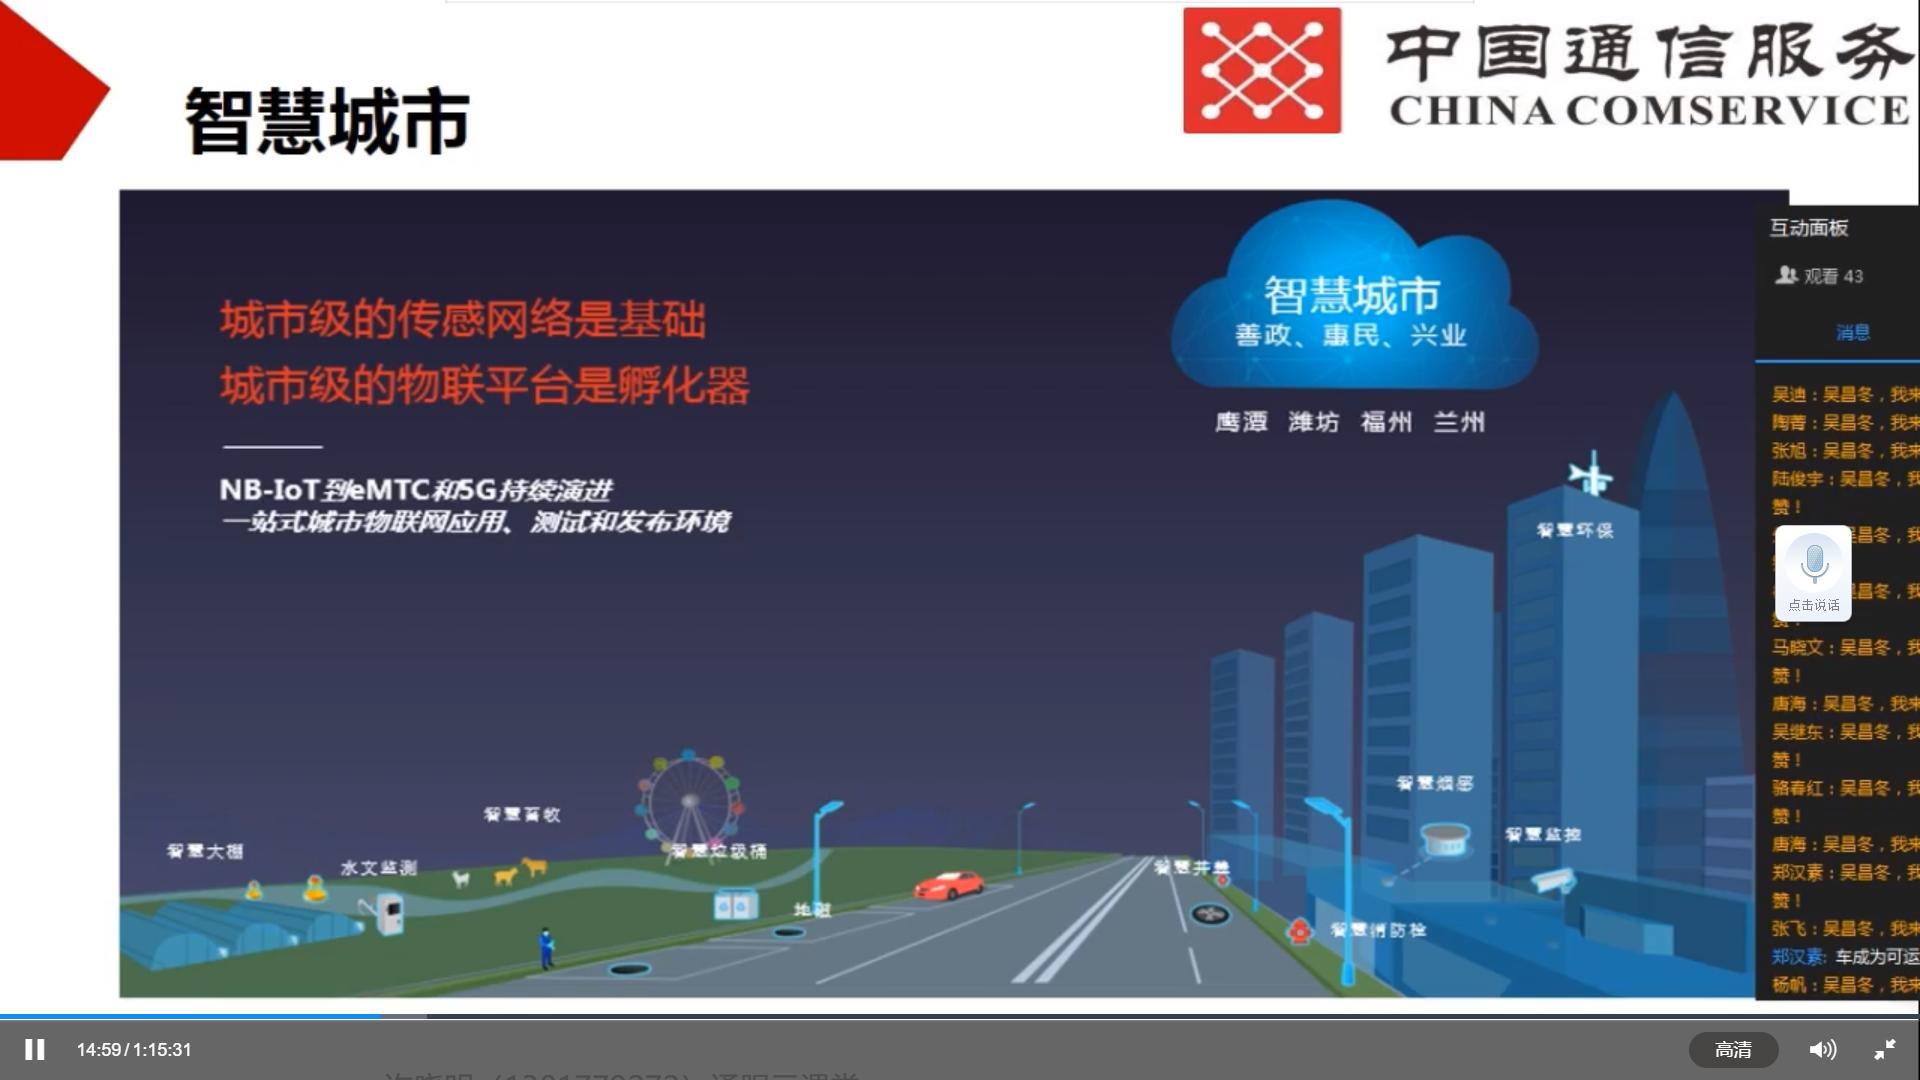 智慧城市
中国通信服务
CHINA COMSERVICE
城市级的传感网络是基础
城市级的物联平台是孵化器
NB-IoT到eMTC和5G持续演进
一站式城市物联网应用、测试和发布环境
智慧城市
善政、惠民、兴业
鹰潭 潍坊 福州 兰州
智慧环保
智慧烟感
智慧监控
智慧畜牧
智慧大棚
水文监测
智慧垃圾桶
地磁
智慧井盖
智慧消防栓
互动面板
观看 43
消息
吴迪：吴昌冬，我来
陶菁：吴昌冬，我来
张旭：吴昌冬，我来
陆俊宇：吴昌冬，我
赞！
昌冬，我
点击说话
昌冬，我
马晓文：吴昌冬，我
赞！
唐海：吴昌冬，我来
吴继东：吴昌冬，我
赞！
骆春红：吴昌冬，我
赞！
唐海：吴昌冬，我来
郑汉素：吴昌冬，我
赞！
张飞：吴昌冬，我来
郑汉素: 车成为可运
杨帆：吴昌冬，我来
14:59/1:15:31
高清